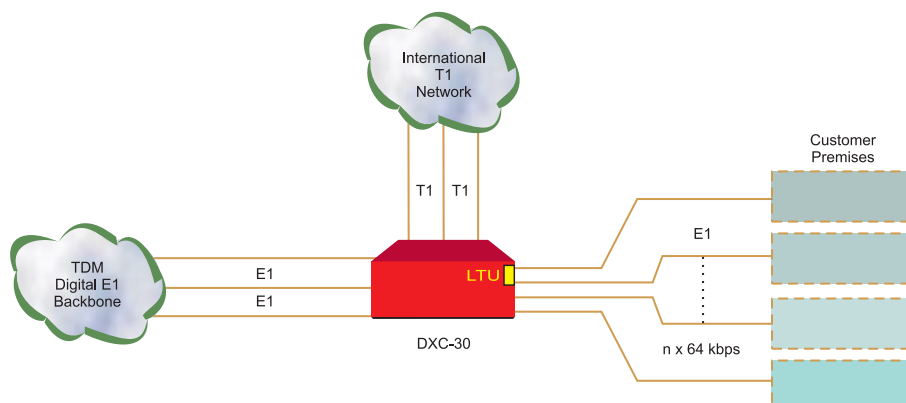 International
T1
Network
Customer
Premises
T1 T1
E1
TDM
Digital E1
Backbone
E1
E1
LTU
DXC-30
n x 64 kbps